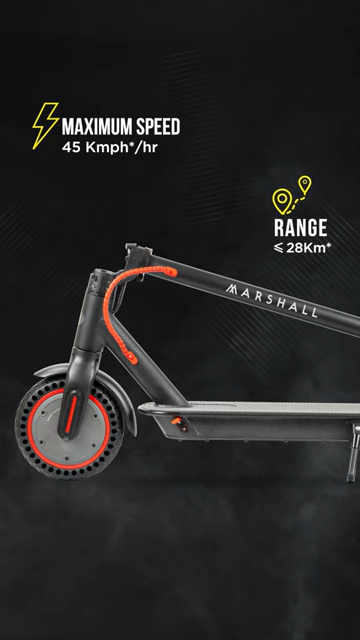 MAXIMUM SPEED
45 Kmph*/hr
RANGE
⩽ 28Km*
MARSHALL